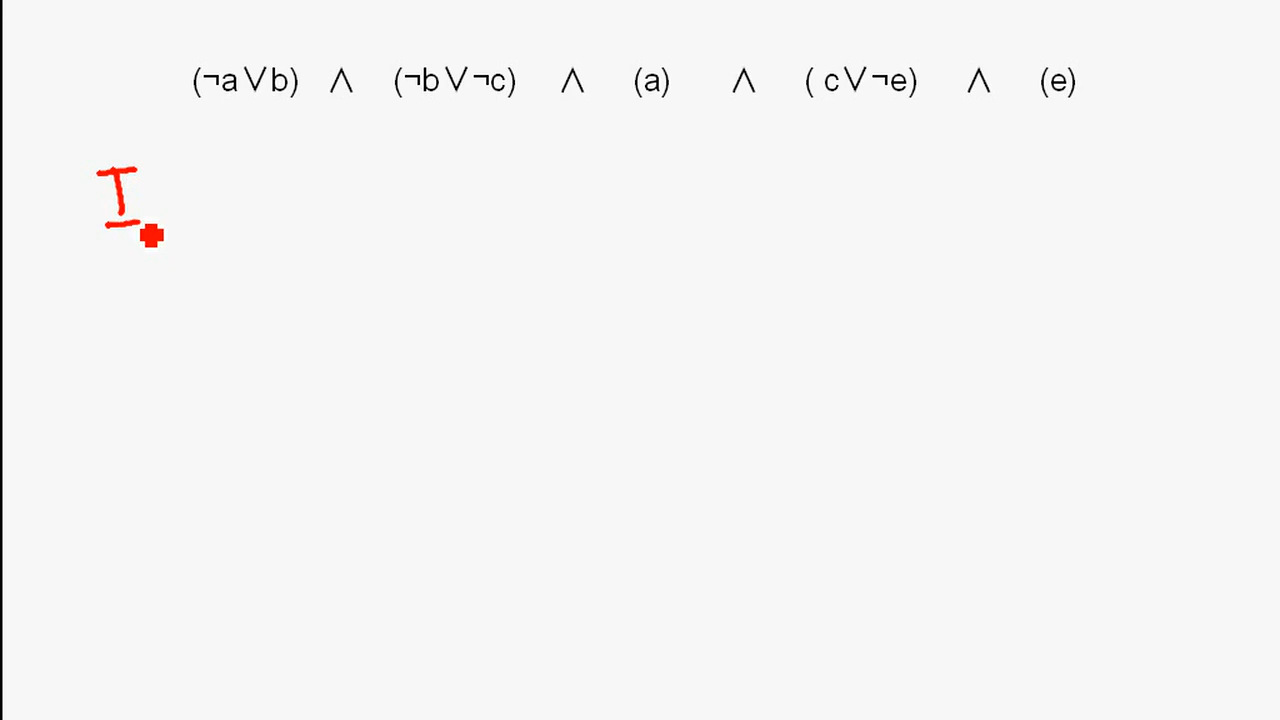 (¬a∨b) ∧ (¬b∨¬c) ∧ (a) ∧ ( c∨¬e) ∧ (e)
I